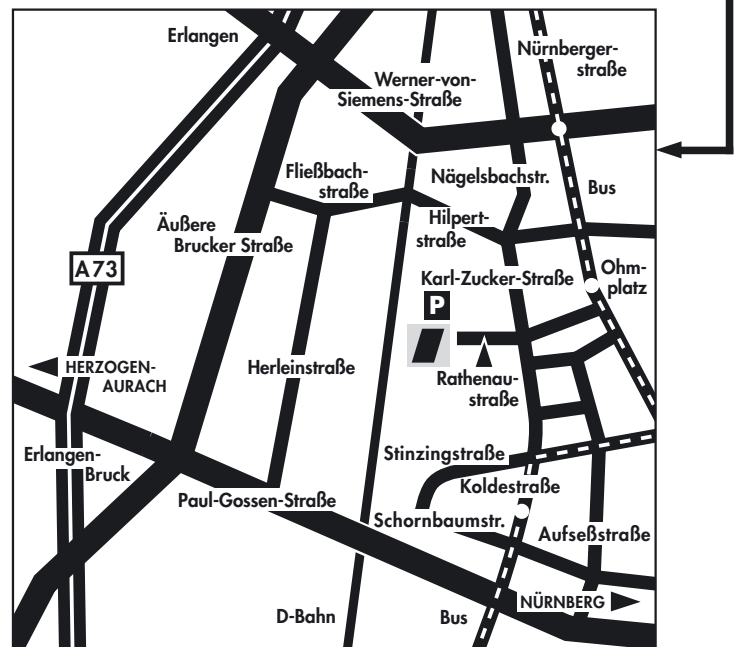 Erlangen
Nürnberger-
straße
Werner-von-
Siemens-Straße
Fließbach-
straße
Nägelsbachstr.
Bus
Äußere
Brucker Straße
Hilpert-
straße
A73
Karl-Zucker-Straße
Ohm-
platz
P
HERZOGEN-
AURACH
Herleinstraße
Rathenau-
straße
Erlangen-
Bruck
Stinzingstraße
Koldestraße
Paul-Gossen-Straße
Schornbaumstr.
Aufseßstraße
NÜRNBERG
D-Bahn
Bus